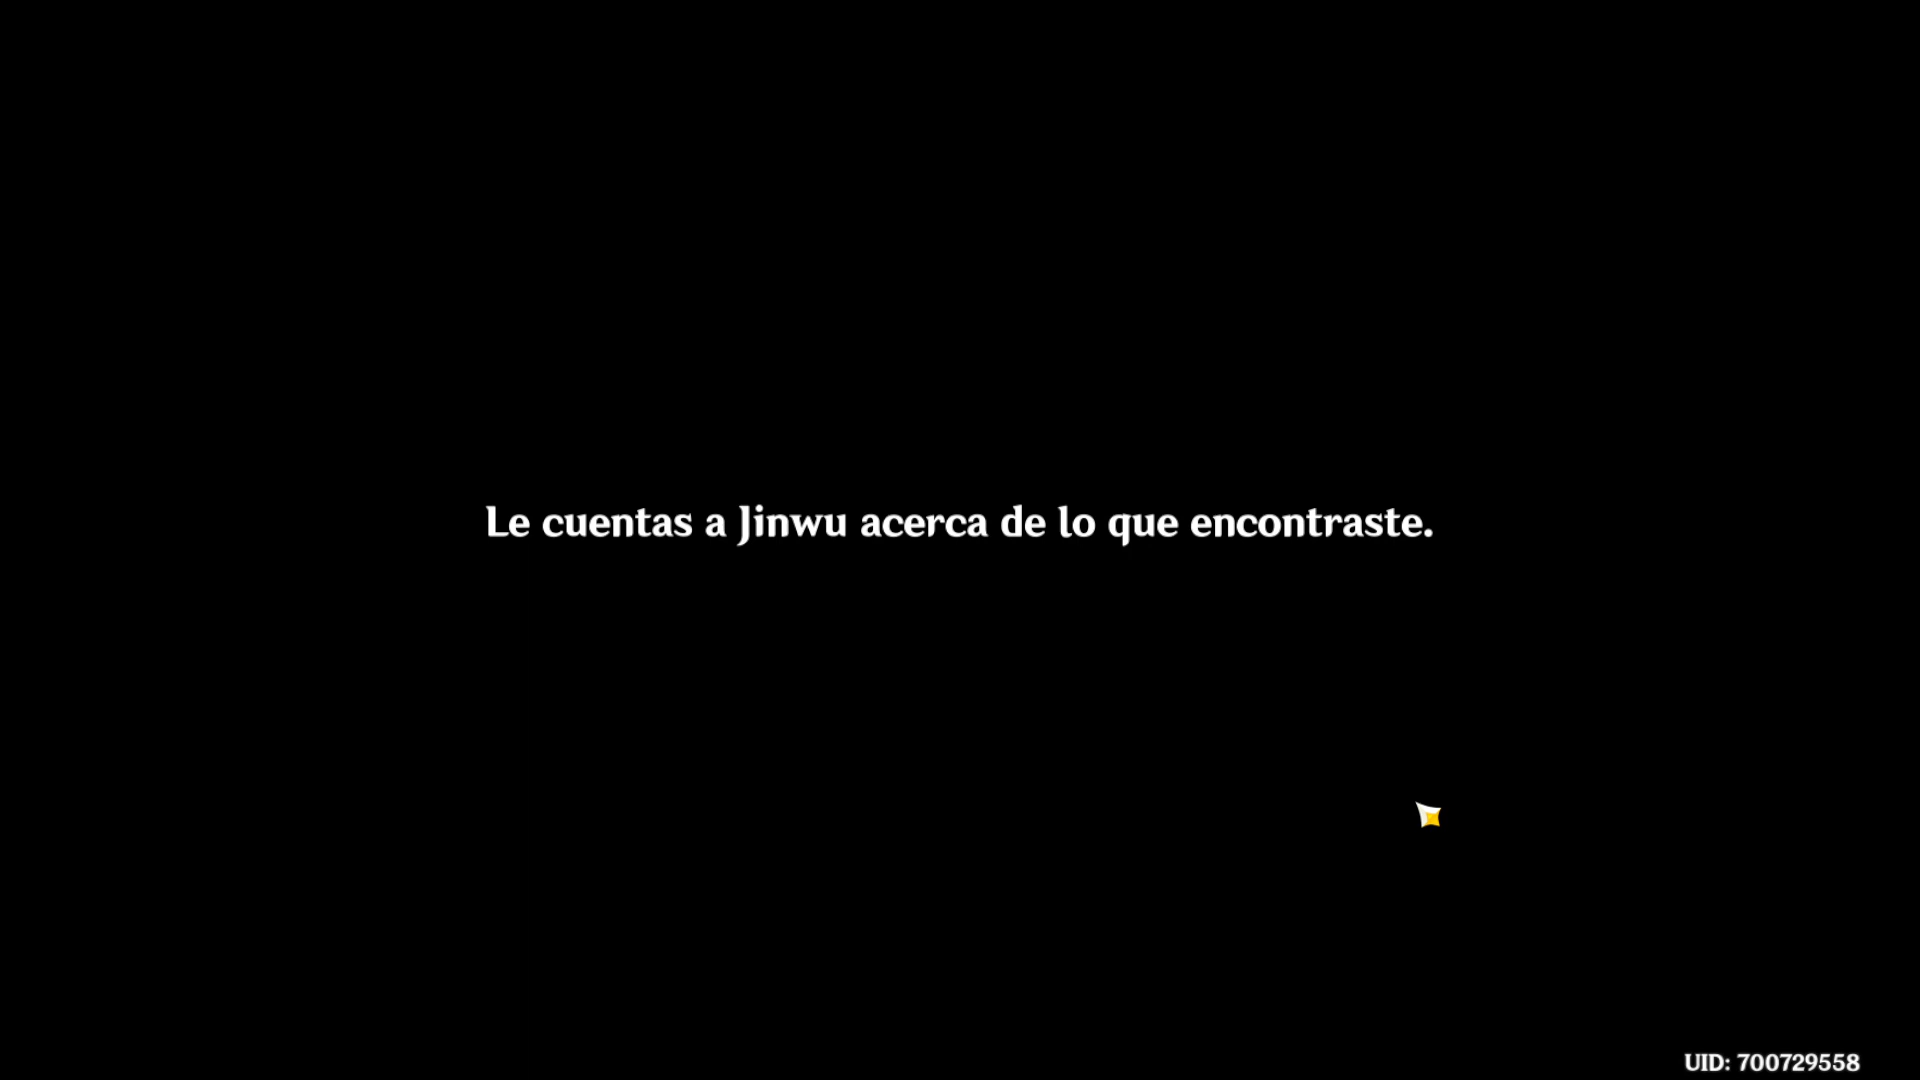 Le cuentas a Jinwu acerca de lo que encontraste.
UID: 700729558